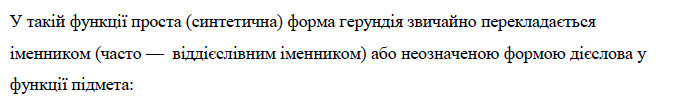 У такій функції проста (синтетична) форма герундія звичайно перекладається
іменником (часто — віддієслівним іменником) або неозначеною формою дієслова у
функції підмета: